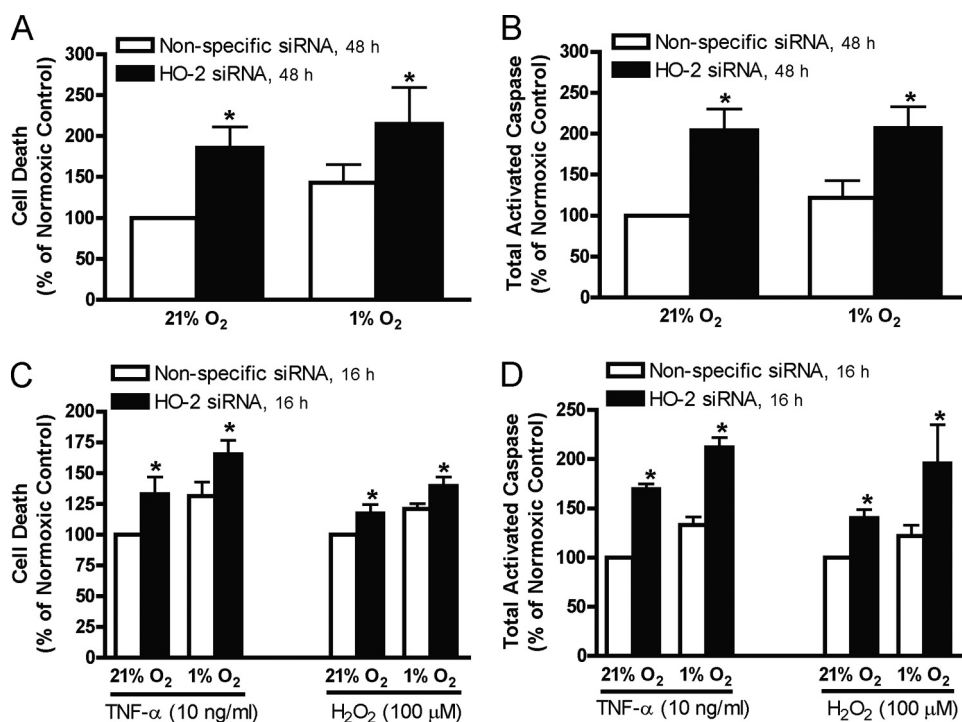 A
Non-specific siRNA, 48 h
HO-2 siRNA, 48 h
Cell Death
(% of Normoxic Control)
300
250
200
150
100
50
0
*
*
21% O₂
1% O₂
B
Non-specific siRNA, 48 h
HO-2 siRNA, 48 h
Total Activated Caspase
(% of Normoxic Control)
300
250
200
150
100
50
0
*
*
21% O₂
1% O₂
C
Non-specific siRNA, 16 h
HO-2 siRNA, 16 h
Cell Death
(% of Normoxic Control)
200
175
150
125
100
75
50
25
0
*
*
*
*
21% O₂ 1% O₂
21% O₂ 1% O₂
TNF-α (10 ng/ml)
H₂O₂ (100 μM)
D
Non-specific siRNA, 16 h
HO-2 siRNA, 16 h
Total Activated Caspase
(% of Normoxic Control)
250
200
150
100
50
0
*
*
*
*
21% O₂ 1% O₂
21% O₂ 1% O₂
TNF-α (10 ng/ml)
H₂O₂ (100 μM)